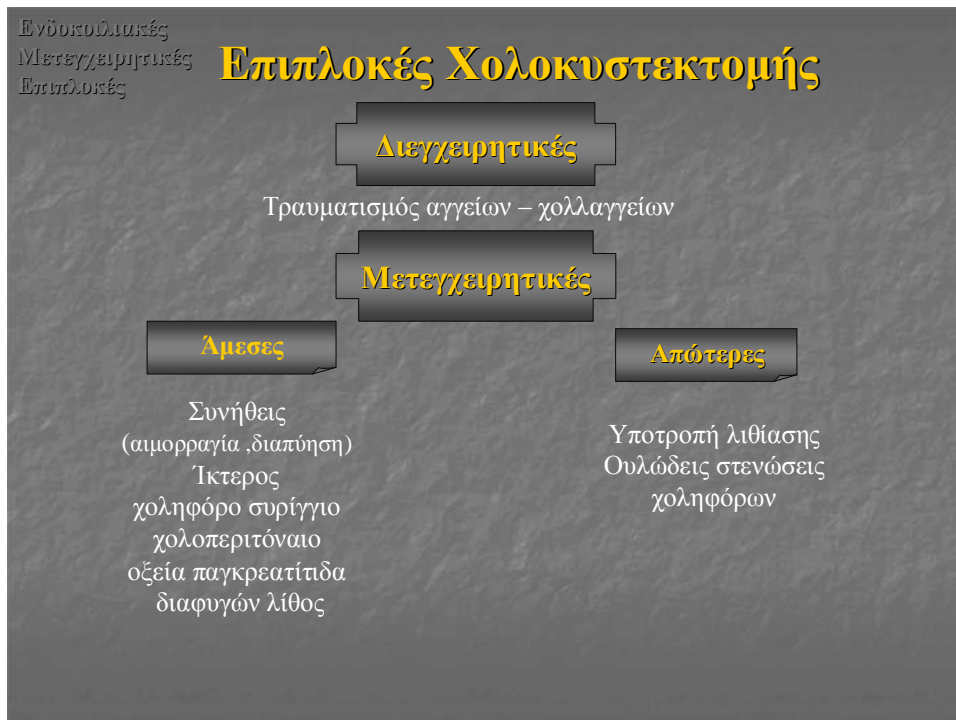 Ενδοκοιλιακές
Μετεγχειρητικές
Επιπλοκές
Επιπλοκές Χολοκυστεκτομής
Διεγχειρητικές
Τραυματισμός αγγείων – χολλαγγείων
Μετεγχειρητικές
Άμεσες
Συνήθεις
(αιμορραγία ,διαπύηση)
Ίκτερος
χοληφόρο συρίγγιο
χολοπεριτόναιο
οξεία παγκρεατίτιδα
διαφυγών λίθος
Απώτερες
Υποτροπή λιθίασης
Ουλώδεις στενώσεις
χοληφόρων